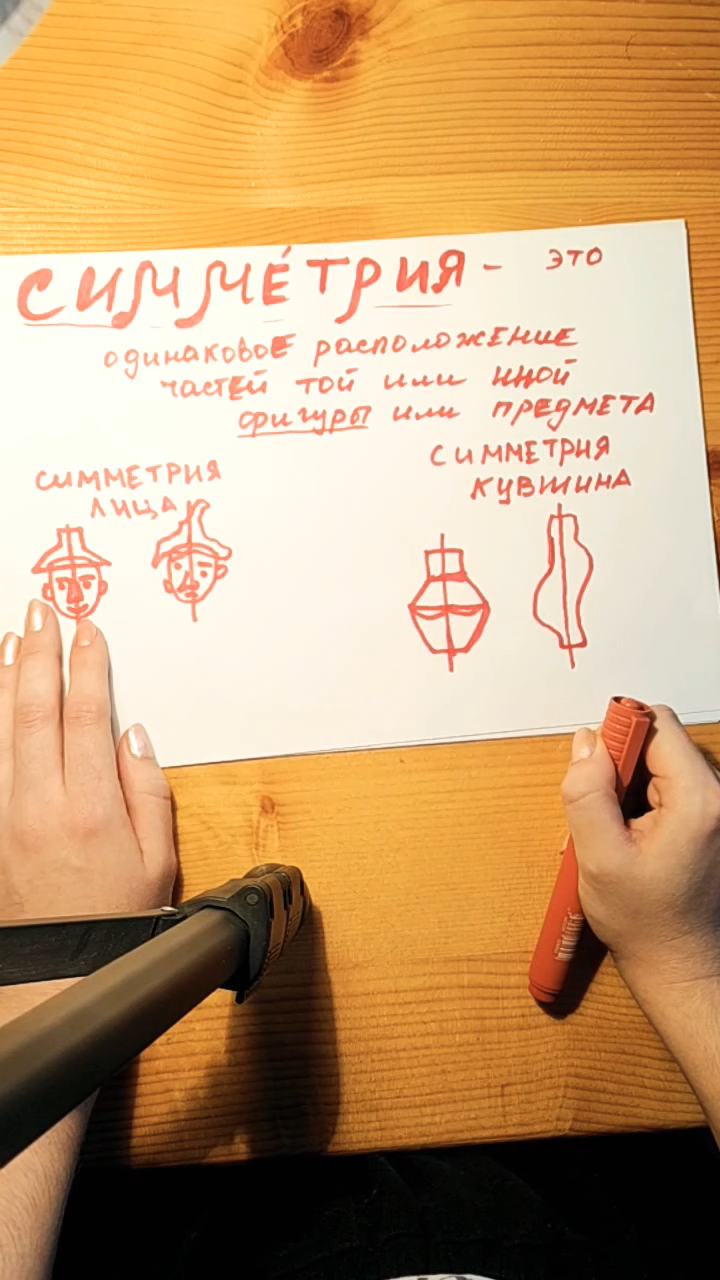 СИММЕ́ТРИЯ - ЭТО
одинаковоЕ расположЕНИЕ
частЕй той или иной
фигуры или прЕдмЕТА
СИММЕТРИЯ
ЛИЦА
СИММЕТРИЯ
КУВШИНА